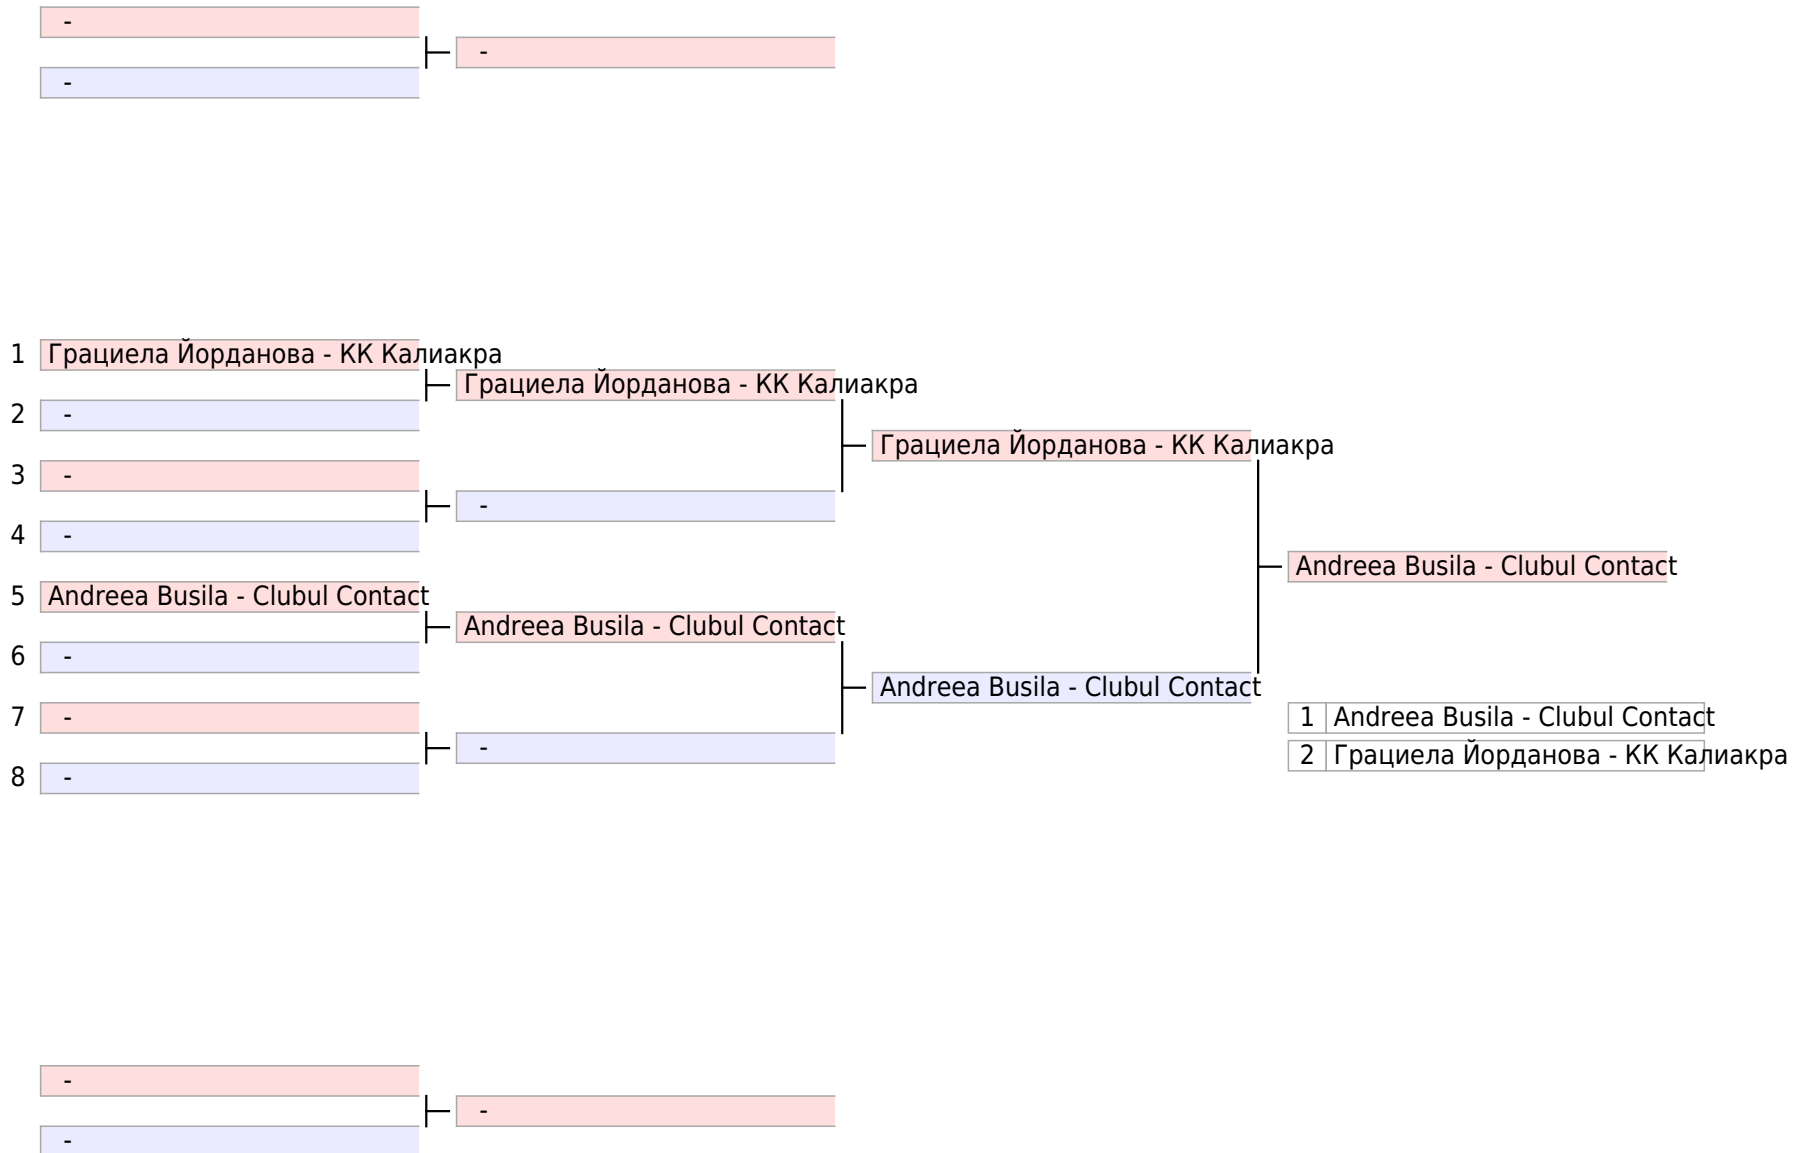 -
-
-
1 Грациела Йорданова - КК Калиакра
Грациела Йорданова - КК Калиакра
2 -
Грациела Йорданова - КК Калиакра
3 -
-
4 -
Andreea Busila - Clubul Contact
5 Andreea Busila - Clubul Contact
Andreea Busila - Clubul Contact
6 -
Andreea Busila - Clubul Contact
7 -
1 Andreea Busila - Clubul Contact
-
2 Грациела Йорданова - КК Калиакра
8 -
-
-
-